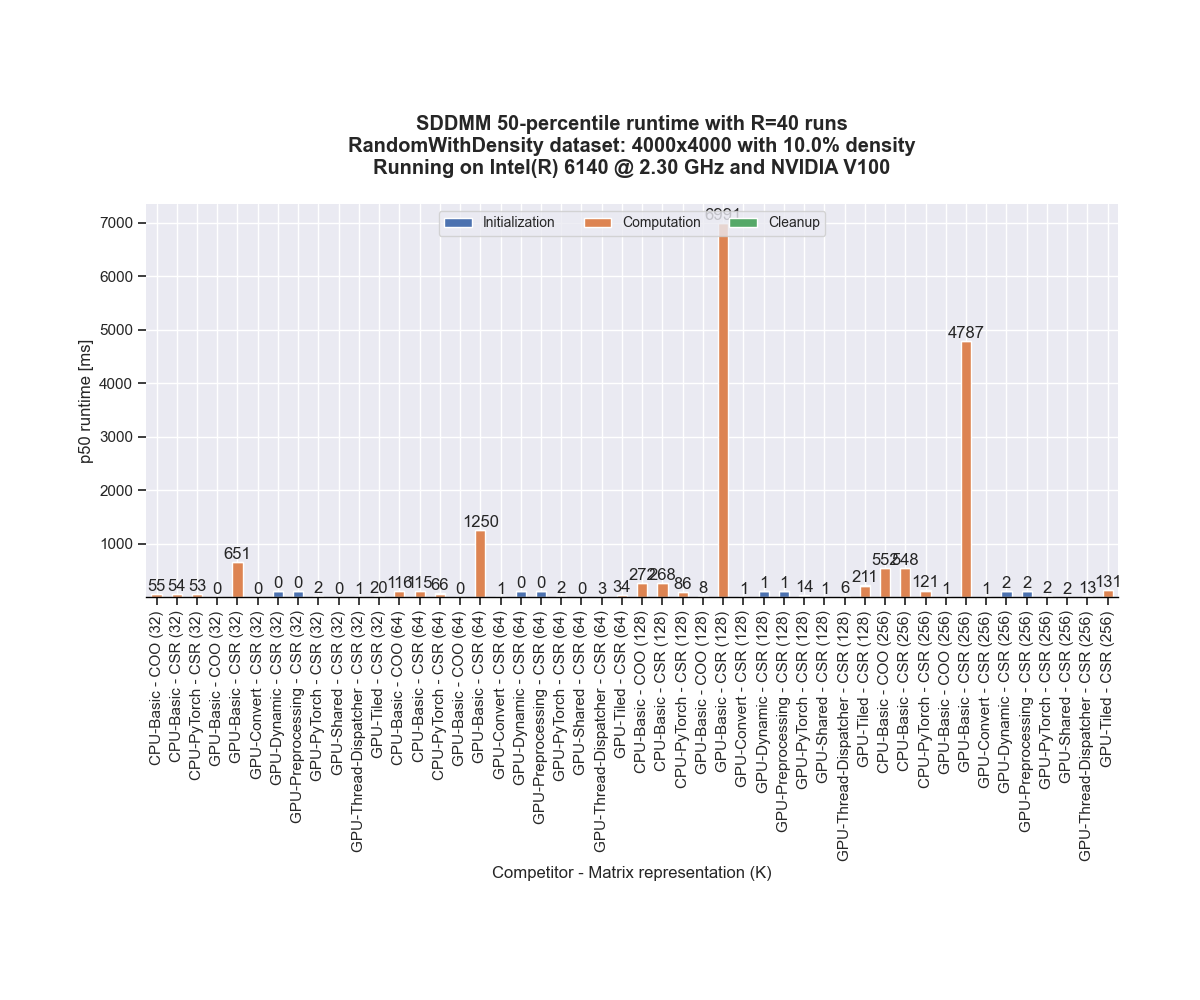 SDDMM 50-percentile runtime with R=40 runs
RandomWithDensity dataset: 4000x4000 with 10.0% density
Running on Intel(R) 6140 @ 2.30 GHz and NVIDIA V100
Initialization Computation Cleanup
p50 runtime [ms]
7000
6000
5000
4000
3000
2000
1000
55 54 53 0 651 0 0 0 2 0 1 20 116 115 66 0 1250 1 0 0 2 0 3 34 272 268 86 8 6991 1 1 1 14 1 6 211 552 548 121 1 4787 1 2 2 2 2 13 131
CPU-Basic - COO (32)
CPU-Basic - CSR (32)
CPU-PyTorch - CSR (32)
GPU-Basic - COO (32)
GPU-Basic - CSR (32)
GPU-Convert - CSR (32)
GPU-Dynamic - CSR (32)
GPU-Preprocessing - CSR (32)
GPU-PyTorch - CSR (32)
GPU-Shared - CSR (32)
GPU-Thread-Dispatcher - CSR (32)
GPU-Tiled - CSR (32)
CPU-Basic - COO (64)
CPU-Basic - CSR (64)
CPU-PyTorch - CSR (64)
GPU-Basic - COO (64)
GPU-Basic - CSR (64)
GPU-Convert - CSR (64)
GPU-Dynamic - CSR (64)
GPU-Preprocessing - CSR (64)
GPU-PyTorch - CSR (64)
GPU-Shared - CSR (64)
GPU-Thread-Dispatcher - CSR (64)
GPU-Tiled - CSR (64)
CPU-Basic - COO (128)
CPU-Basic - CSR (128)
CPU-PyTorch - CSR (128)
GPU-Basic - COO (128)
GPU-Basic - CSR (128)
GPU-Convert - CSR (128)
GPU-Dynamic - CSR (128)
GPU-Preprocessing - CSR (128)
GPU-PyTorch - CSR (128)
GPU-Shared - CSR (128)
GPU-Thread-Dispatcher - CSR (128)
GPU-Tiled - CSR (128)
CPU-Basic - COO (256)
CPU-Basic - CSR (256)
CPU-PyTorch - CSR (256)
GPU-Basic - COO (256)
GPU-Basic - CSR (256)
GPU-Convert - CSR (256)
GPU-Dynamic - CSR (256)
GPU-Preprocessing - CSR (256)
GPU-PyTorch - CSR (256)
GPU-Shared - CSR (256)
GPU-Thread-Dispatcher - CSR (256)
GPU-Tiled - CSR (256)
Competitor - Matrix representation (K)